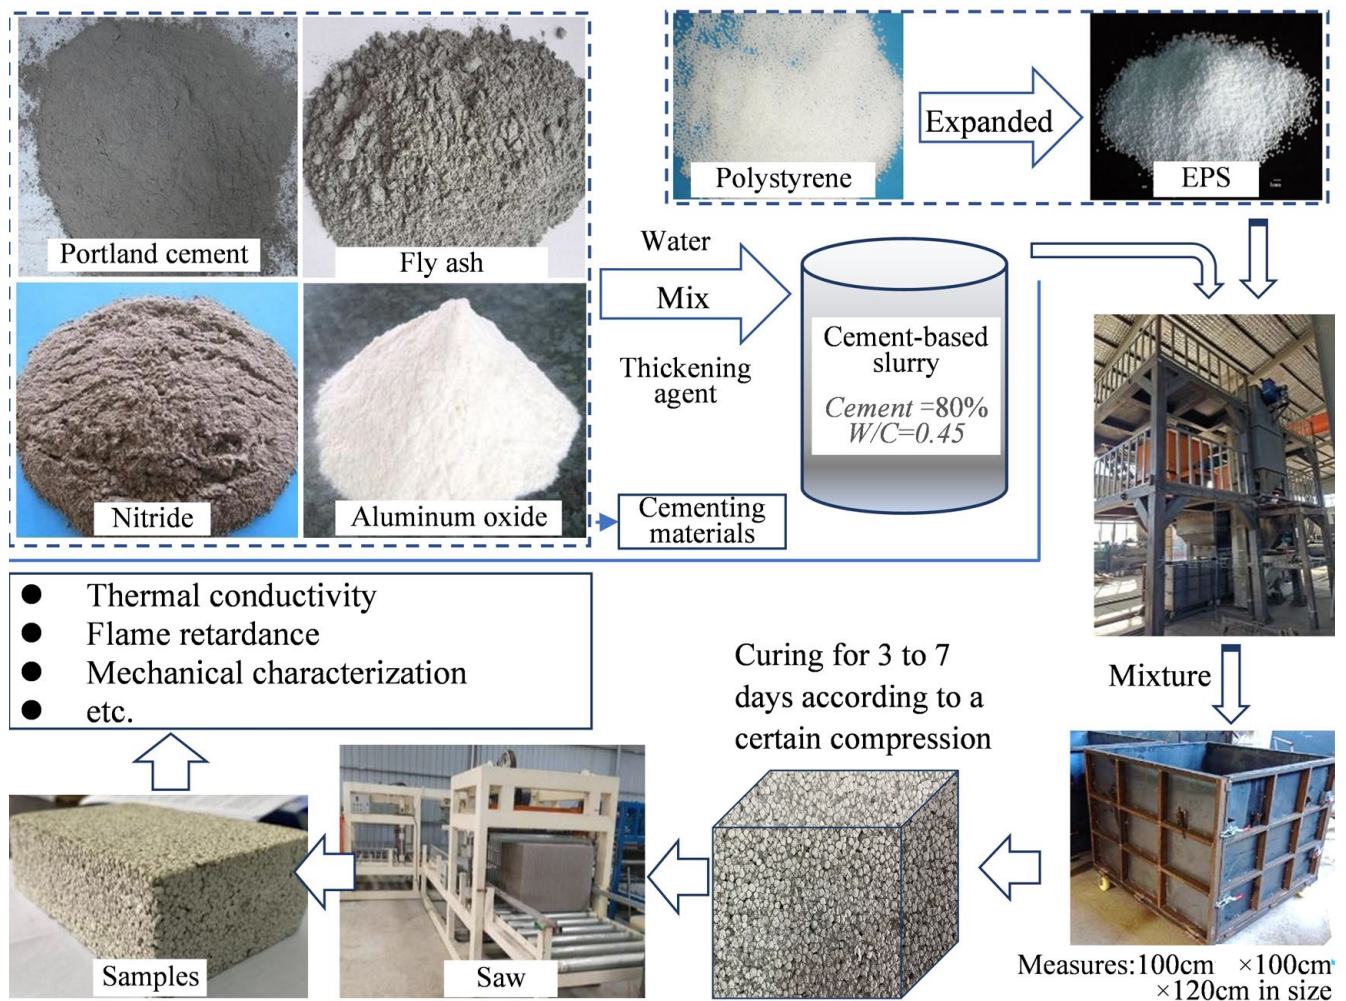 Portland cement
Fly ash
Nitride
Aluminum oxide
Polystyrene
Expanded
EPS
Water
Mix
Thickening
agent
Cement-based
slurry
Cement =80%
W/C=0.45
Cementing
materials
Mixture
Measures:100cm ×100cm
×120cm in size
Curing for 3 to 7
days according to a
certain compression
Saw
Samples
● Thermal conductivity
● Flame retardance
● Mechanical characterization
● etc.